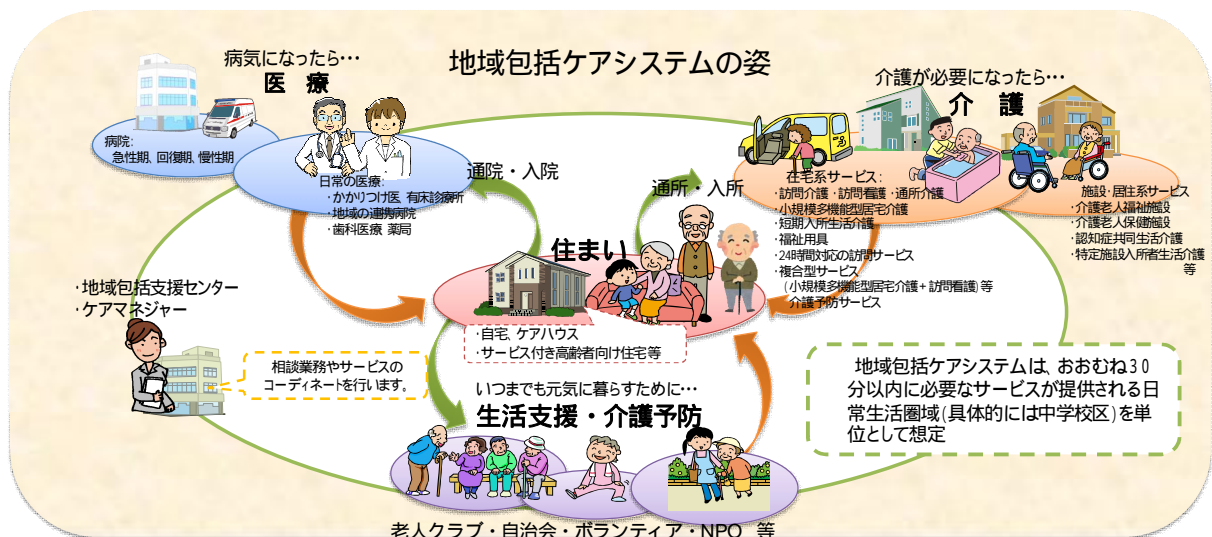 地域包括ケアシステムの姿
病気になったら･･･
医　療
病院:
急性期、回復期、慢性期
日常の医療:
・かかりつけ医、有床診療所
・地域の連携病院
・歯科医療、薬局
通院・入院
通所・入所
介護が必要になったら･･･
介　護
在宅系サービス:
・訪問介護・訪問看護・通所介護
・小規模多機能型居宅介護
・短期入所生活介護
・福祉用具
・24時間対応の訪問サービス
・複合型サービス
(小規模多機能型居宅介護+訪問看護)等
介護予防サービス
施設・居住系サービス
・介護老人福祉施設
・介護老人保健施設
・認知症共同生活介護
・特定施設入所者生活介護
等
住まい
・自宅、ケアハウス
・サービス付き高齢者向け住宅等
・地域包括支援センター
・ケアマネジャー
相談業務やサービスの
コーディネートを行います。
いつまでも元気に暮らすために･･･
生活支援・介護予防
老人クラブ・自治会・ボランティア・NPO　等
地域包括ケアシステムは、おおむね30
分以内に必要なサービスが提供される日
常生活圏域(具体的には中学校区)を単
位として想定